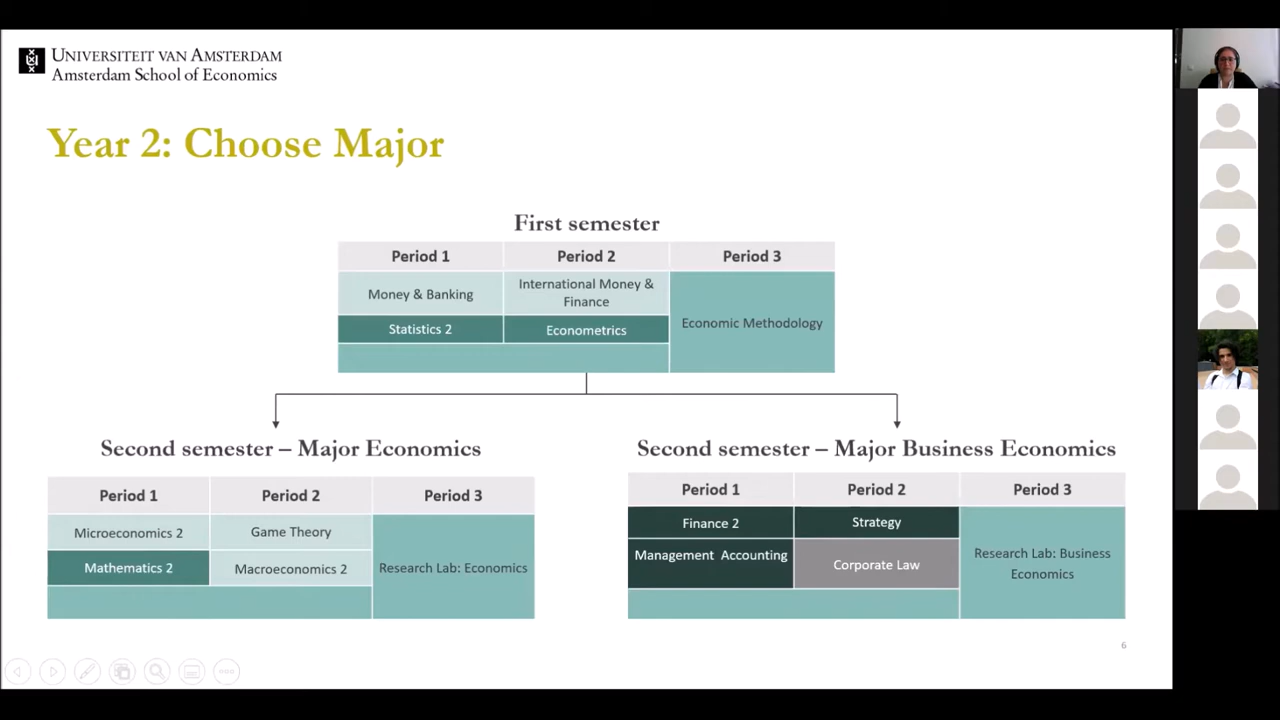 UNIVERSITEIT VAN AMSTERDAM
Amsterdam School of Economics
Year 2: Choose Major
First semester
Period 1
Period 2
Period 3
Money & Banking
International Money &
Finance
Economic Methodology
Statistics 2
Econometrics
Second semester – Major Economics
Period 1
Period 2
Period 3
Microeconomics 2
Game Theory
Research Lab: Economics
Mathematics 2
Macroeconomics 2
Second semester – Major Business Economics
Period 1
Period 2
Period 3
Finance 2
Strategy
Research Lab: Business
Economics
Management Accounting
Corporate Law
6